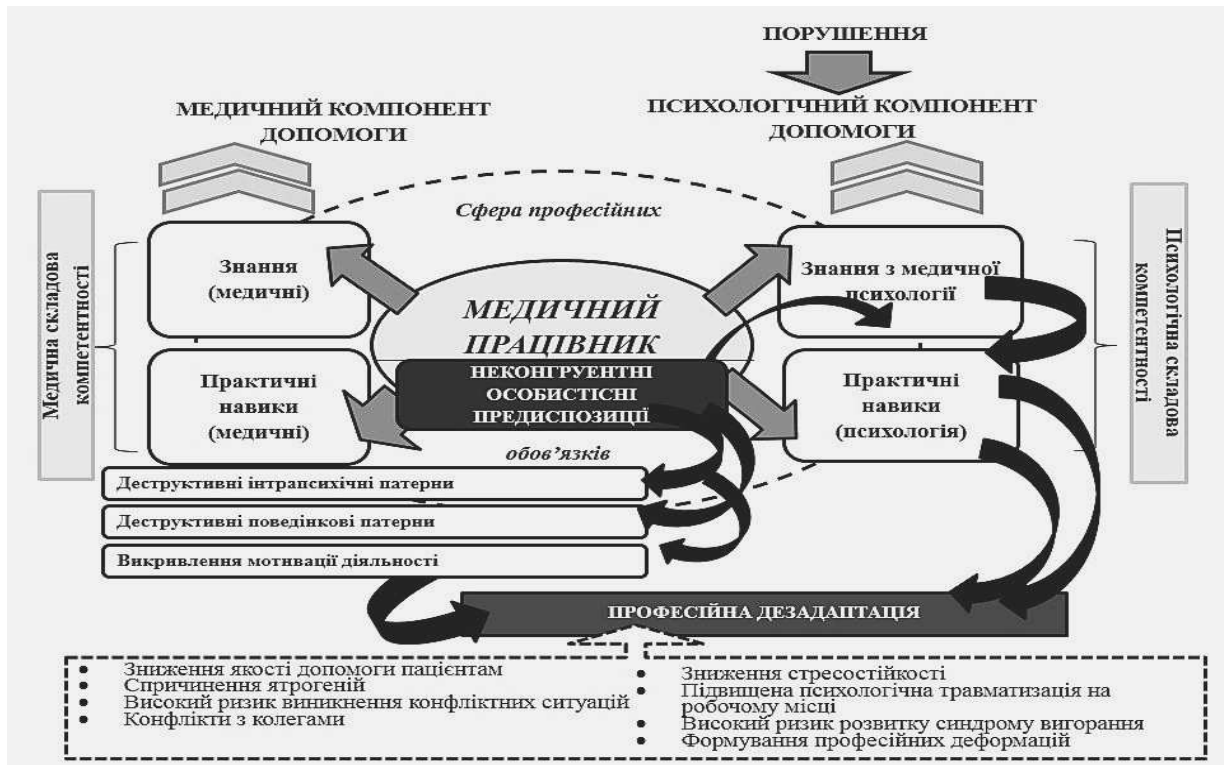 ПОРУШЕННЯ
МЕДИЧНИЙ КОМПОНЕНТ
ДОПОМОГИ
ПСИХОЛОГІЧНИЙ КОМПОНЕНТ
ДОПОМОГИ
Медична складова
компетентності
Сфера професійних
Знання
(медичні)
Знання з медичної
психології
МЕДИЧНИЙ
ПРАЦІВНИК
НЕКОНГРУЕНТНІ
ОСОБИСТІСНІ
ПРЕДИСПОЗИЦІЇ
Практичні
навики
(медичні)
Практичні
навики
(психологія)
Психологічна складова
компетентності
обов’язків
Деструктивні інтрапсихічні патерни
Деструктивні поведінкові патерни
Викривлення мотивації діяльності
ПРОФЕСІЙНА ДЕЗАДАПТАЦІЯ
• Зниження якості допомоги пацієнтам
• Спричинення ятрогеній
• Високий ризик виникнення конфліктних ситуацій
• Конфлікти з колегами
• Зниження стресостійкості
• Підвищена психологічна травматизація на
робочому місці
• Високий ризик розвитку синдрому вигорання
• Формування професійних деформацій